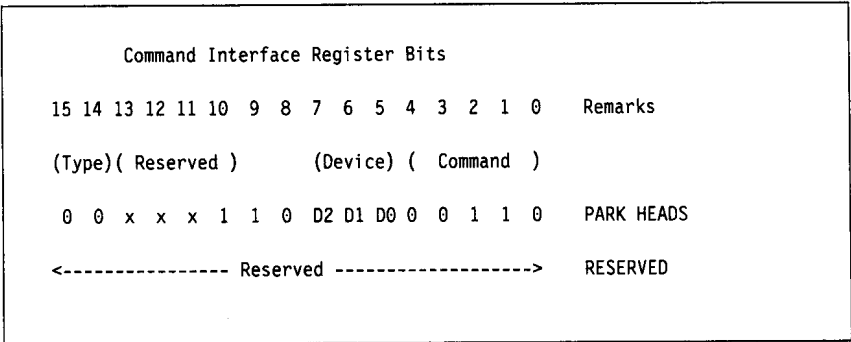 Command Interface Register Bits
15 14 13 12 11 10 9 8 7 6 5 4 3 2 1 0 Remarks
(Type)( Reserved ) (Device) ( Command )
0 0 x x x 1 1 0 D2 D1 D0 0 0 1 1 0 PARK HEADS
<---------------- Reserved -------------------> RESERVED